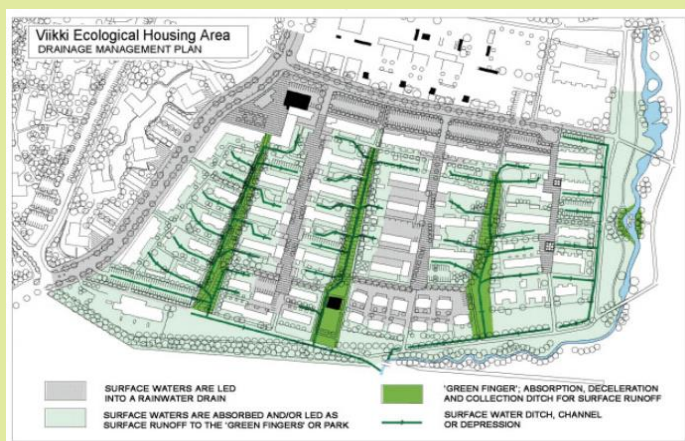 Viikki Ecological Housing Area
DRAINAGE MANAGEMENT PLAN
SURFACE WATERS ARE LED
INTO A RAINWATER DRAIN
SURFACE WATERS ARE ABSORBED AND/OR LED AS
SURFACE RUNOFF TO THE 'GREEN FINGERS' OR PARK
'GREEN FINGER'; ABSORPTION, DECELERATION
AND COLLECTION DITCH FOR SURFACE RUNOFF
SURFACE WATER DITCH, CHANNEL
OR DEPRESSION